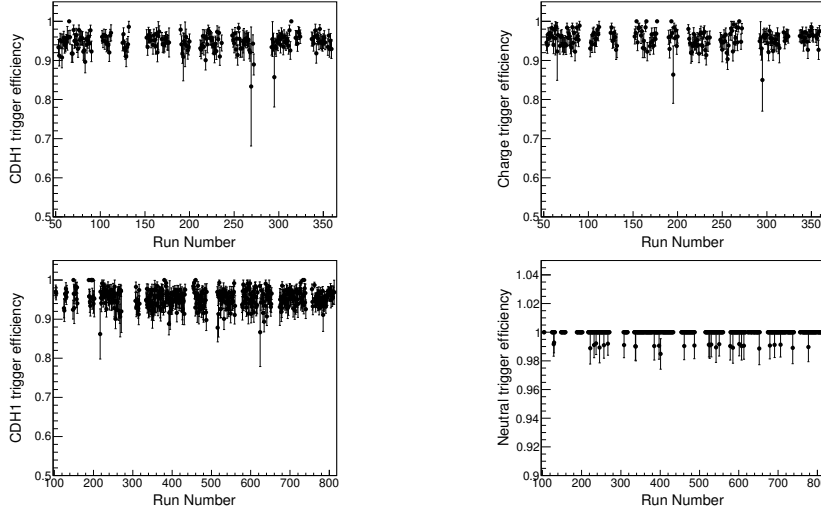 1
0.9
0.8
0.7
0.6
0.5
50 100 150 200 250 300 350
Run Number
CDH1 trigger efficiency
1
0.9
0.8
0.7
0.6
0.5
50 100 150 200 250 300 350
Run Number
Charge trigger efficiency
1
0.9
0.8
0.7
0.6
0.5
100 200 300 400 500 600 700 800
Run Number
CDH1 trigger efficiency
1.04
1.02
1
0.98
0.96
0.94
0.92
0.9
100 200 300 400 500 600 700 800
Run Number
Neutral trigger efficiency